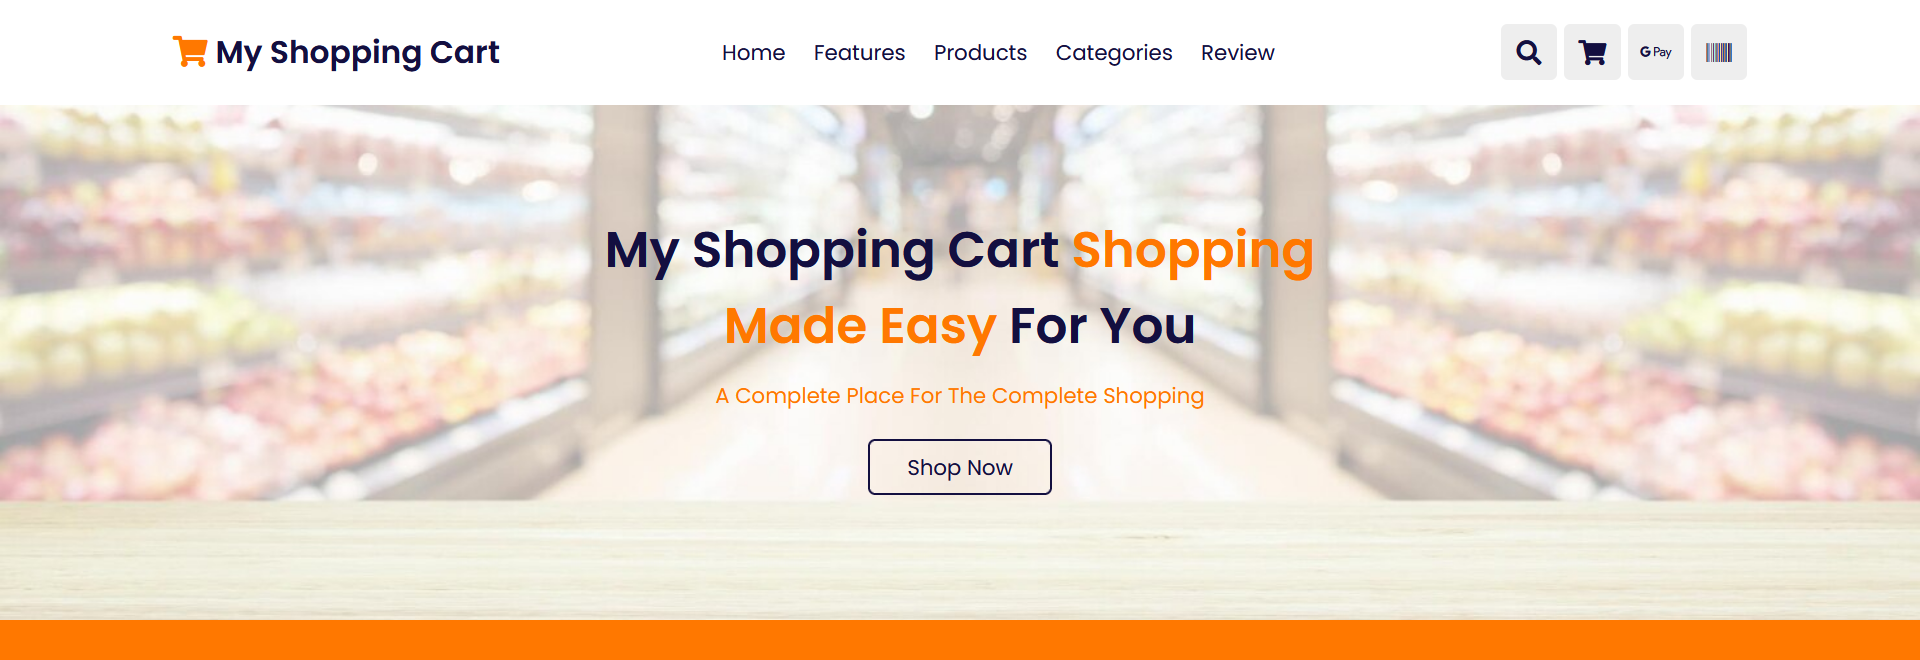 My Shopping Cart
Home Features Products Categories Review
G Pay
My Shopping Cart Shopping
Made Easy For You
A Complete Place For The Complete Shopping
Shop Now